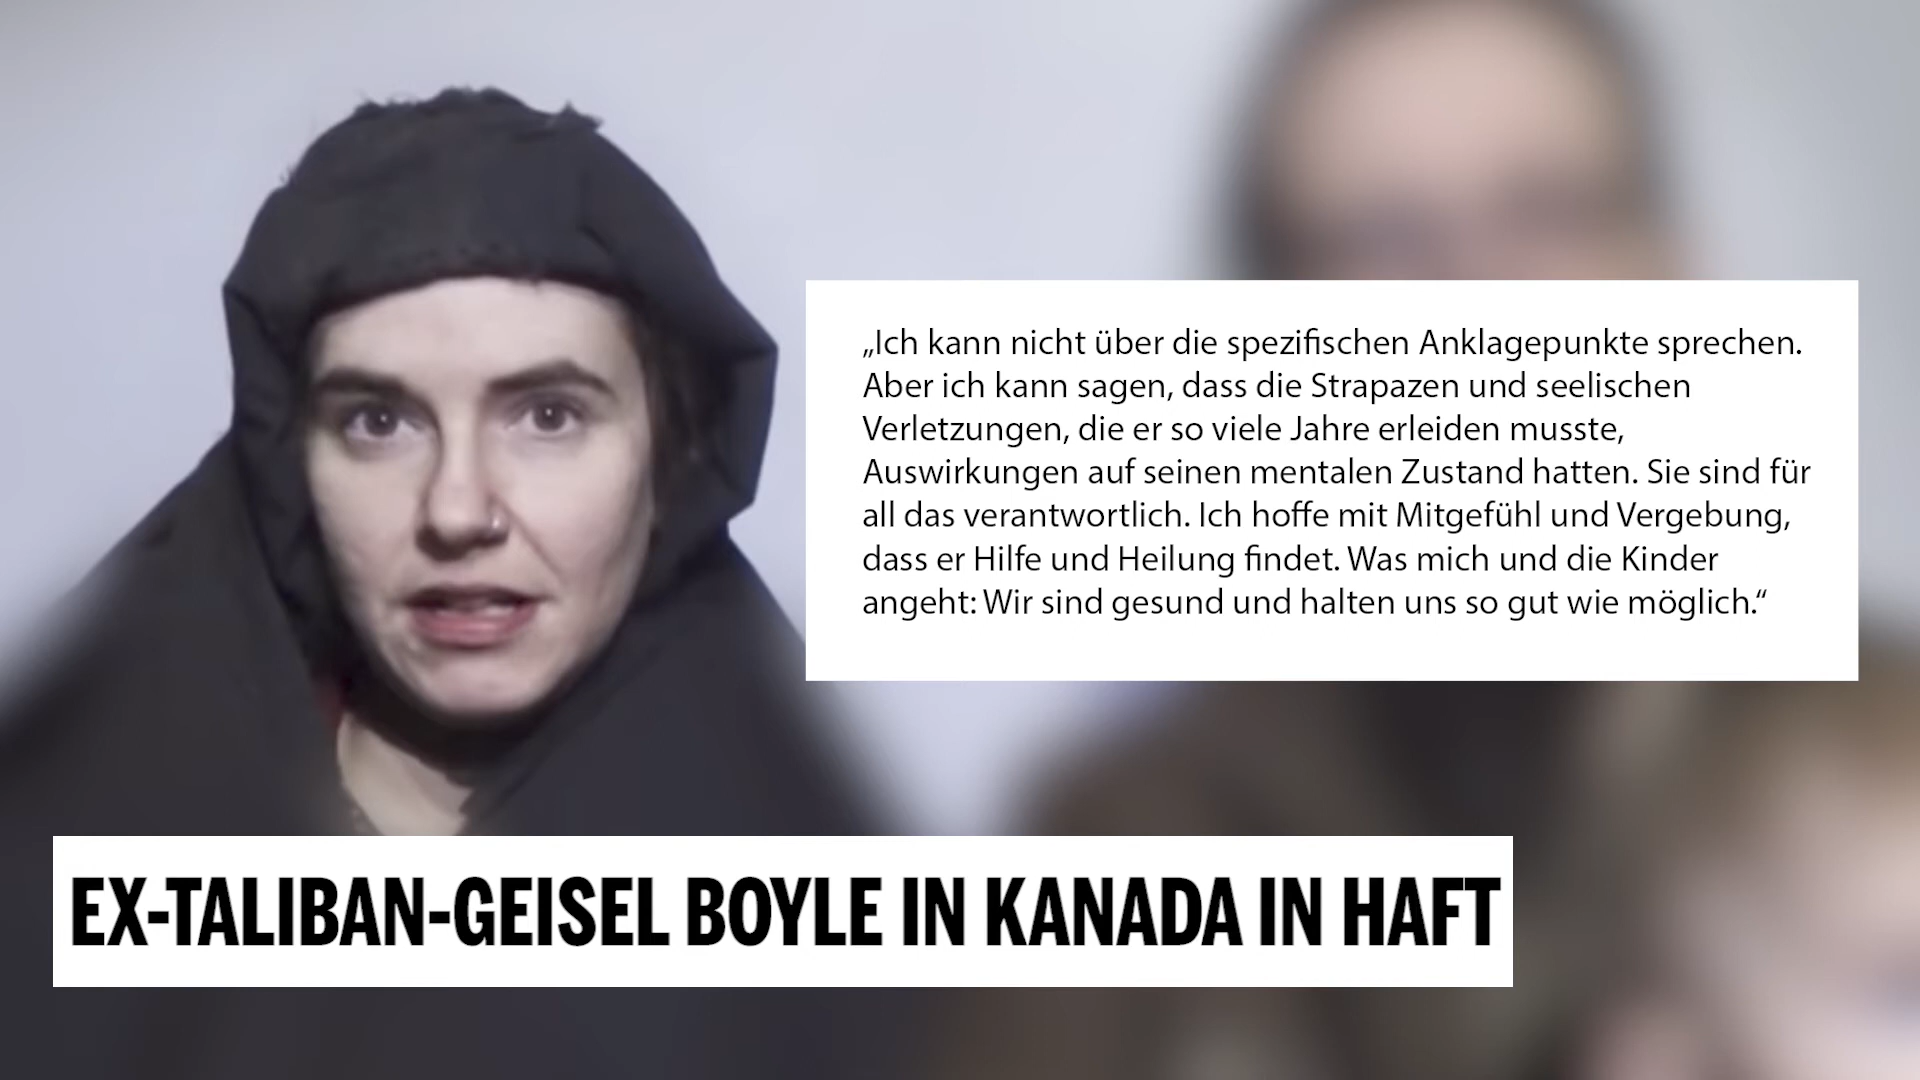 „Ich kann nicht über die spezifischen Anklagepunkte sprechen.
Aber ich kann sagen, dass die Strapazen und seelischen
Verletzungen, die er so viele Jahre erleiden musste,
Auswirkungen auf seinen mentalen Zustand hatten. Sie sind für
all das verantwortlich. Ich hoffe mit Mitgefühl und Vergebung,
dass er Hilfe und Heilung findet. Was mich und die Kinder
angeht: Wir sind gesund und halten uns so gut wie möglich.“
EX-TALIBAN-GEISEL BOYLE IN KANADA IN HAFT